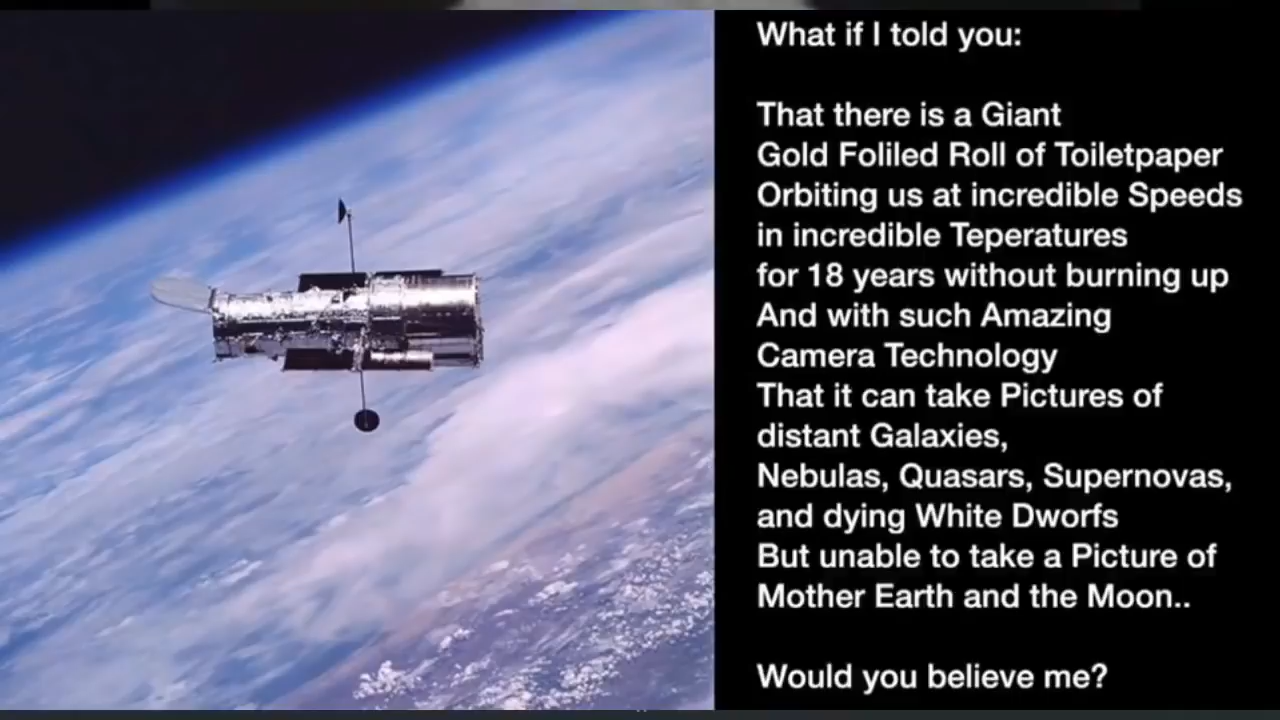 What if I told you:
That there is a Giant
Gold Foliled Roll of Toiletpaper
Orbiting us at incredible Speeds
in incredible Teperatures
for 18 years without burning up
And with such Amazing
Camera Technology
That it can take Pictures of
distant Galaxies,
Nebulas, Quasars, Supernovas,
and dying White Dworfs
But unable to take a Picture of
Mother Earth and the Moon..
Would you believe me?